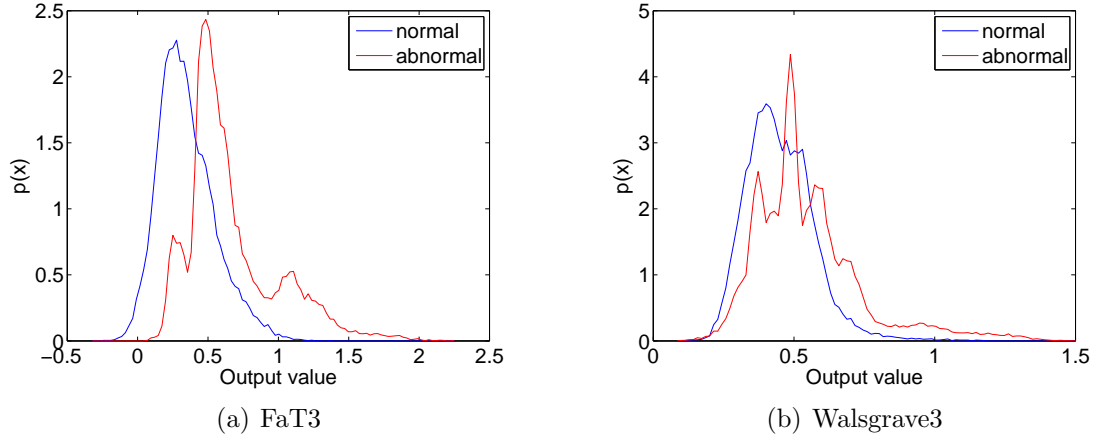 2.5
2
1.5
1
0.5
0
p(x)
−0.5 0 0.5 1 1.5 2 2.5
Output value
normal
abnormal
(a) FaT3
5
4
3
2
1
0
p(x)
0 0.5 1 1.5
Output value
normal
abnormal
(b) Walsgrave3